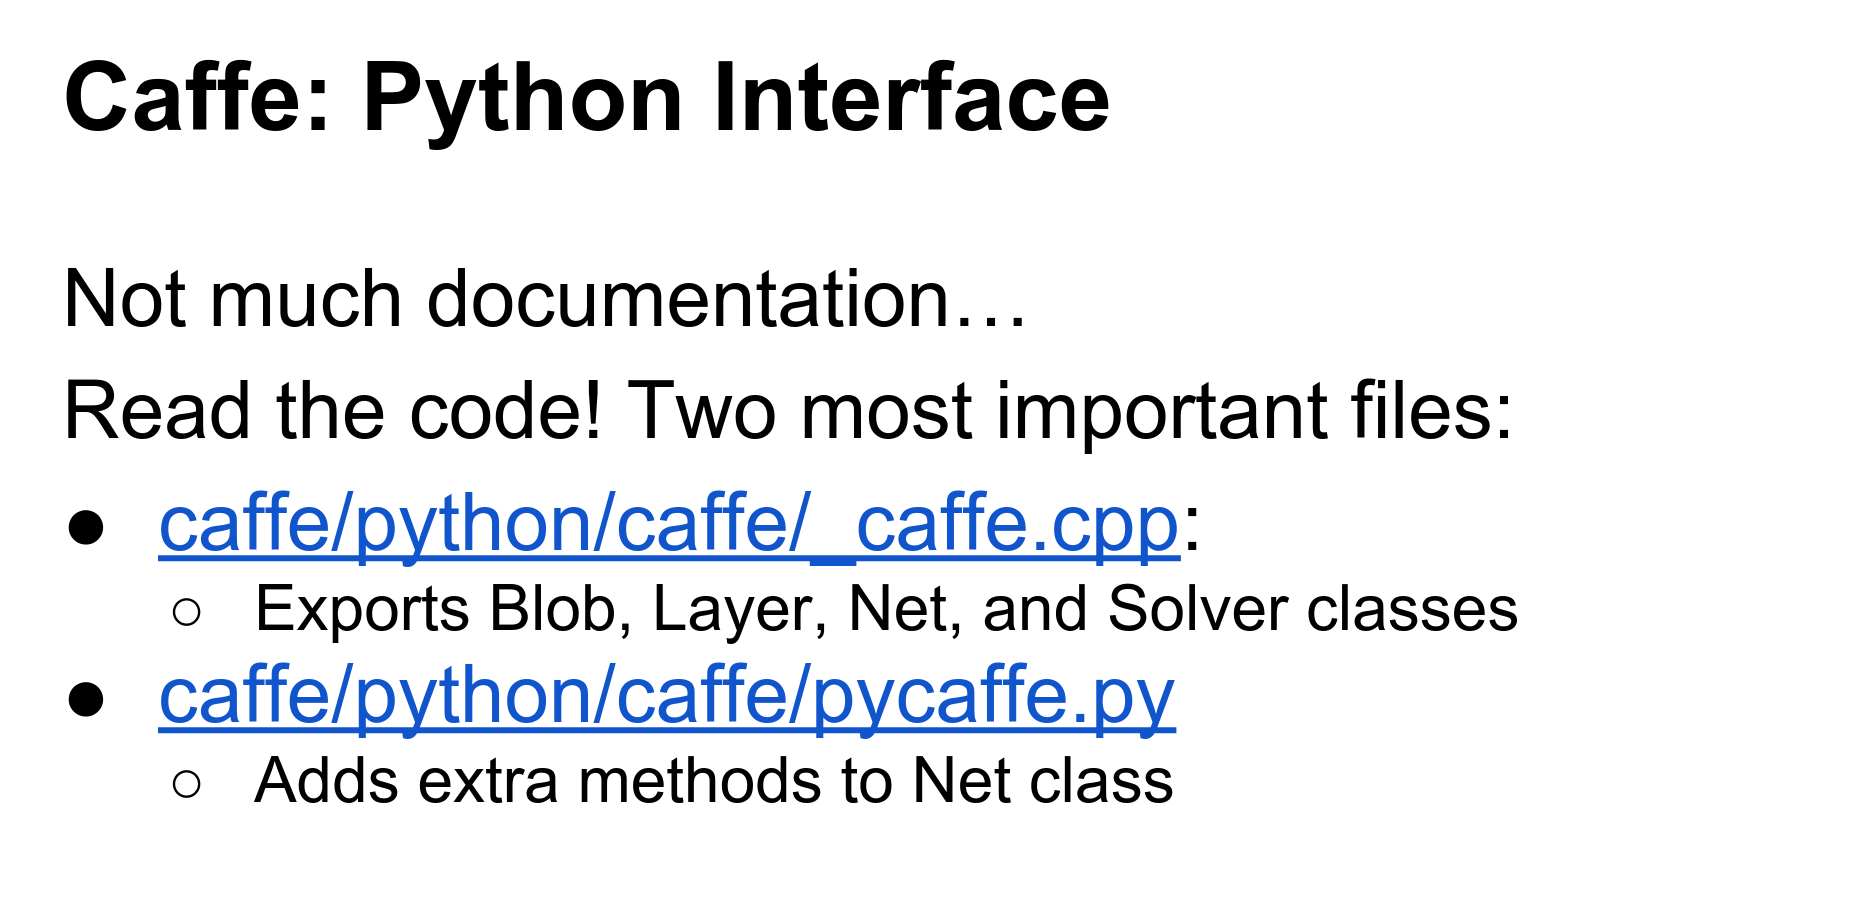 Caffe: Python Interface
Not much documentation…
Read the code! Two most important files:
● caffe/python/caffe/_caffe.cpp:
○ Exports Blob, Layer, Net, and Solver classes
● caffe/python/caffe/pycaffe.py
○ Adds extra methods to Net class